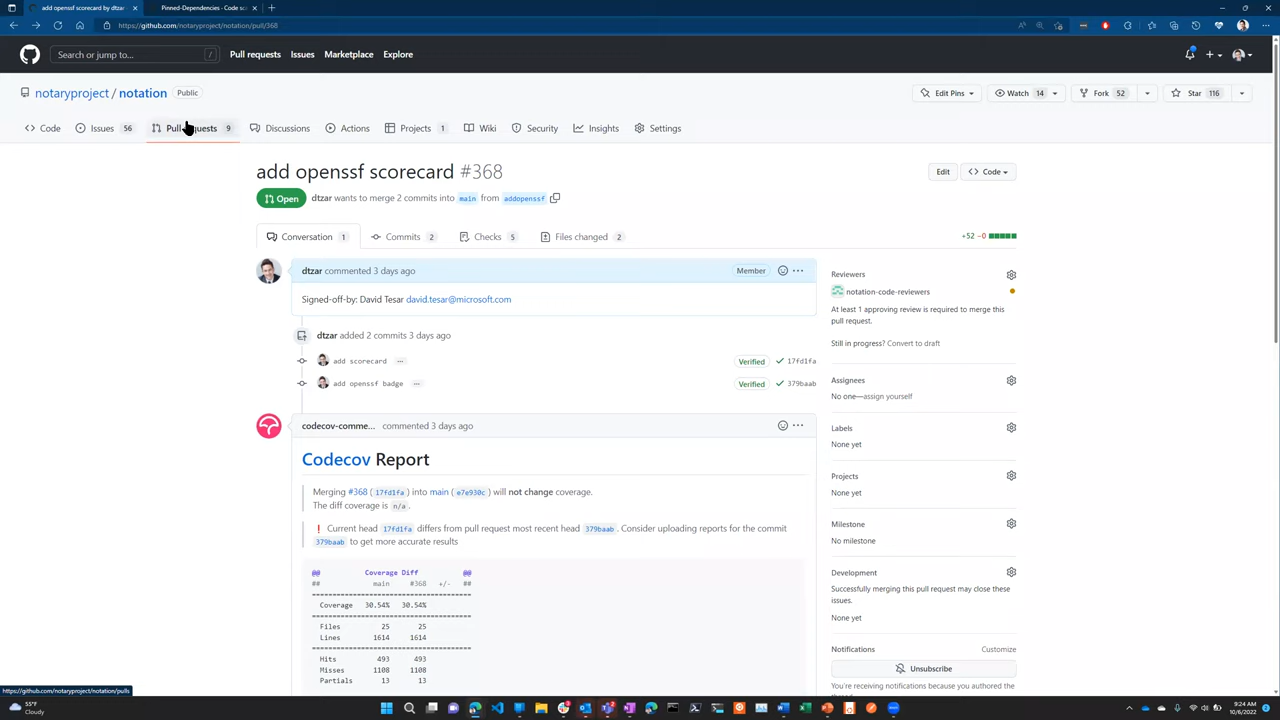 add openssf scorecard by dtzar
Pinned-Dependencies - Code sc
https://github.com/notaryproject/notation/pull/368
Search or jump to...
/
Pull requests
Issues
Marketplace
Explore
notaryproject / notation
Public
Edit Pins
Watch 14
Fork 52
Star 116
Code
Issues 56
Pull requests 9
Discussions
Actions
Projects 1
Wiki
Security
Insights
Settings
add openssf scorecard #368
Edit
Code
Open
dtzar wants to merge 2 commits into main from addopenssf
Conversation 1
Commits 2
Checks 5
Files changed 2
+52 −0
dtzar commented 3 days ago
Member
Signed-off-by: David Tesar david.tesar@microsoft.com
dtzar added 2 commits 3 days ago
add scorecard
Verified
17fd1fa
add openssf badge
Verified
379baab
codecov-comme... commented 3 days ago
Codecov Report
Merging #368 (17fd1fa) into main (e7e930c) will not change coverage.
The diff coverage is n/a.
❗ Current head 17fd1fa differs from pull request most recent head 379baab. Consider uploading reports for the commit
379baab to get more accurate results
@@ Coverage Diff @@
## main #368 +/- ##
=======================================
Coverage 30.54% 30.54%
=======================================
Files 25 25
Lines 1614 1614
=======================================
Hits 493 493
Misses 1108 1108
Partials 13 13
Reviewers
notation-code-reviewers
At least 1 approving review is required to merge this
pull request.
Still in progress? Convert to draft
Assignees
No one—assign yourself
Labels
None yet
Projects
None yet
Milestone
No milestone
Development
Successfully merging this pull request may close these
issues.
None yet
Notifications
Customize
Unsubscribe
You're receiving notifications because you authored the
https://github.com/notaryproject/notation/pulls
55°F
Cloudy
9:24 AM
10/6/2022